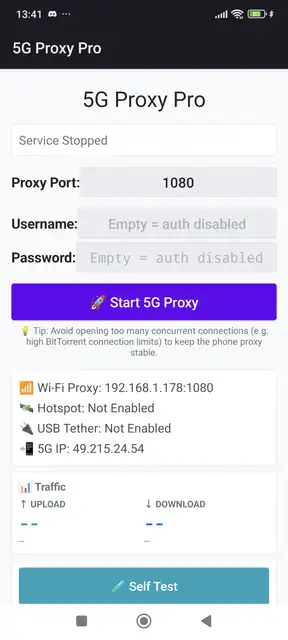 13:41
5G Proxy Pro
5G Proxy Pro
Service Stopped
Proxy Port: 1080
Username: Empty = auth disabled
Password: Empty = auth disabled
🚀 Start 5G Proxy
💡 Tip: Avoid opening too many concurrent connections (e.g.
high BitTorrent connection limits) to keep the phone proxy
stable.
📶 Wi-Fi Proxy: 192.168.1.178:1080
🛰️ Hotspot: Not Enabled
🔌 USB Tether: Not Enabled
📲 5G IP: 49.215.24.54
📊 Traffic
↑ UPLOAD ↓ DOWNLOAD
-- --
-- --
🧪 Self Test